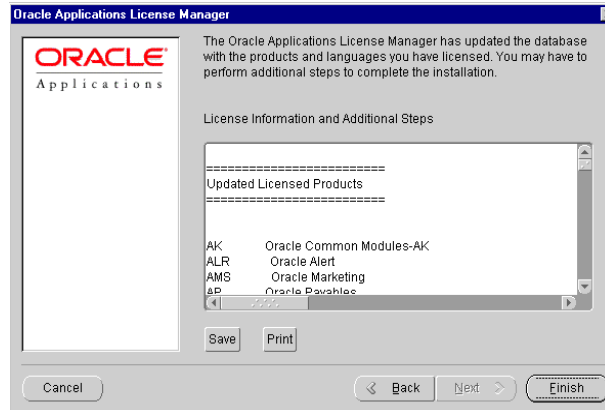 Oracle Applications License Manager
ORACLE
Applications
The Oracle Applications License Manager has updated the database
with the products and languages you have licensed. You may have to
perform additional steps to complete the installation.
License Information and Additional Steps
=========================
Updated Licensed Products
=========================
AK Oracle Common Modules-AK
ALR Oracle Alert
AMS Oracle Marketing
AP Oracle Payables
Save Print
Cancel Back Next Finish